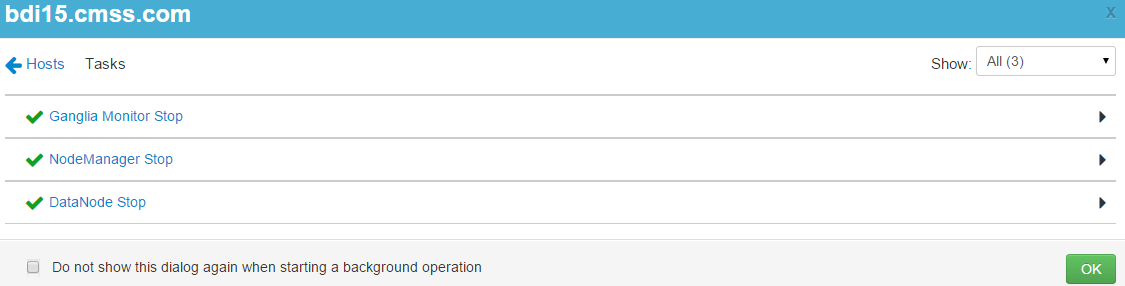 bdi15.cmss.com x
Hosts Tasks Show: All (3)
Ganglia Monitor Stop
NodeManager Stop
DataNode Stop
Do not show this dialog again when starting a background operation OK